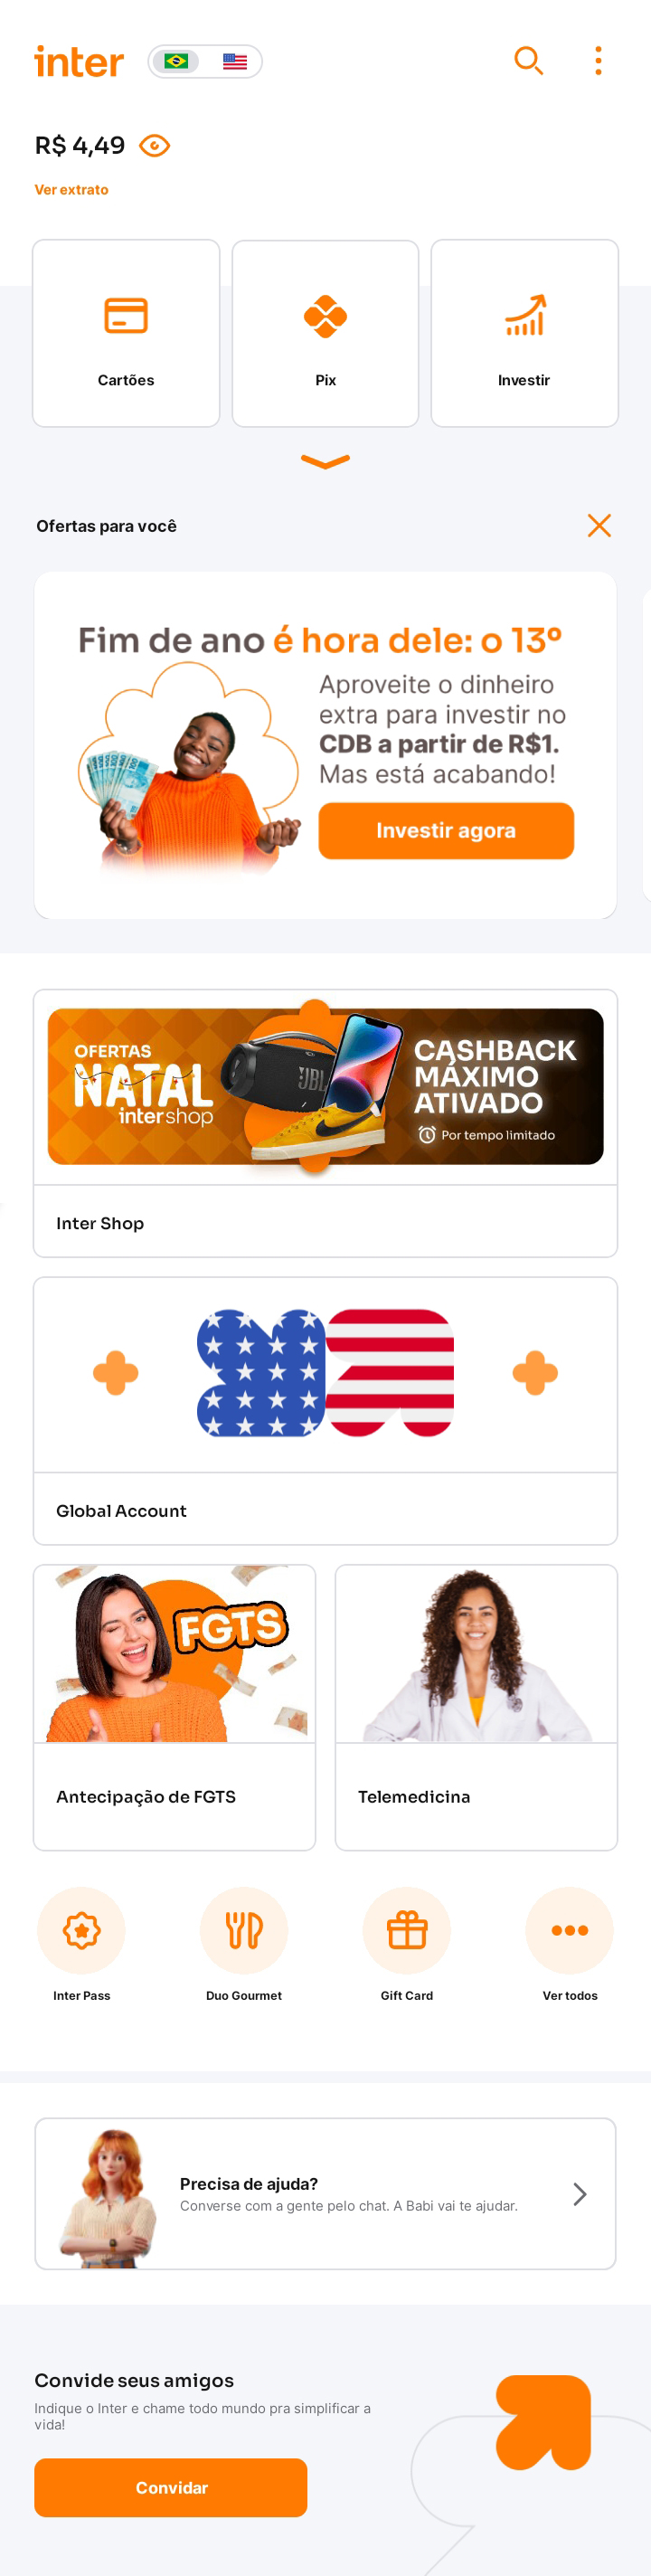 inter
R$ 4,49
Ver extrato
Cartões
Pix
Investir
Ofertas para você
Fim de ano é hora dele: o 13º
Aproveite o dinheiro
extra para investir no
CDB a partir de R$1.
Mas está acabando!
Investir agora
OFERTAS
NATAL
inter shop
JBL
CASHBACK
MÁXIMO
ATIVADO
Por tempo limitado
Inter Shop
Global Account
FGTS
Antecipação de FGTS
Telemedicina
Inter Pass
Duo Gourmet
Gift Card
Ver todos
Precisa de ajuda?
Converse com a gente pelo chat. A Babi vai te ajudar.
Convide seus amigos
Indique o Inter e chame todo mundo pra simplificar a
vida!
Convidar